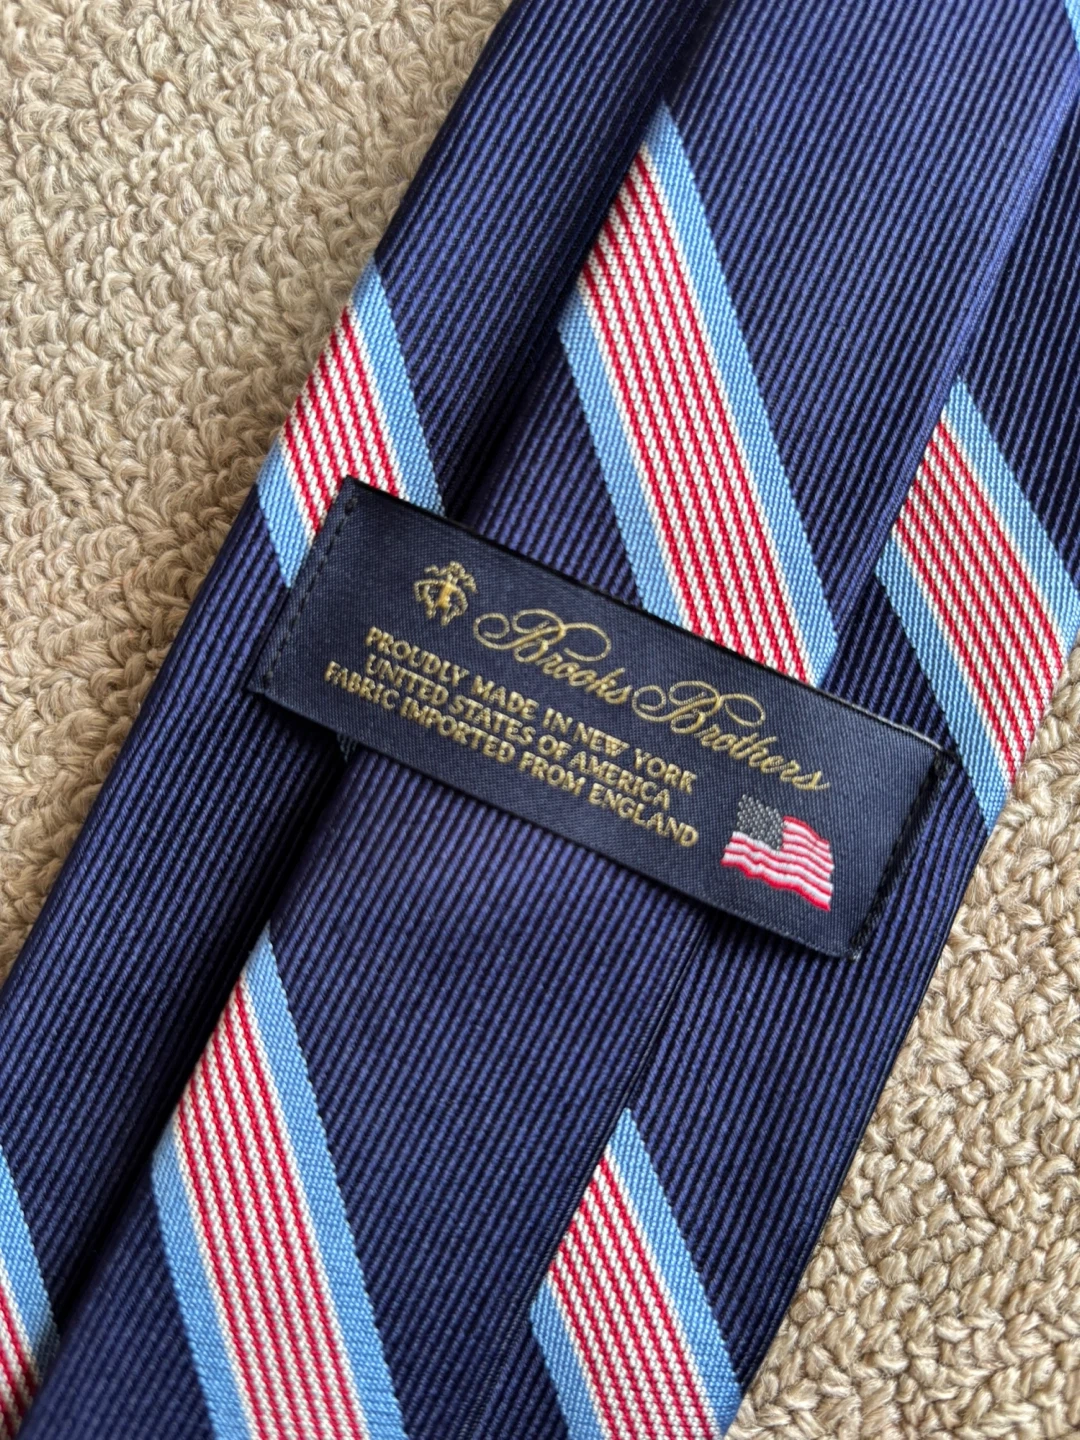 Brooks Brothers
PROUDLY MADE IN NEW YORK
UNITED STATES OF AMERICA
FABRIC IMPORTED FROM ENGLAND